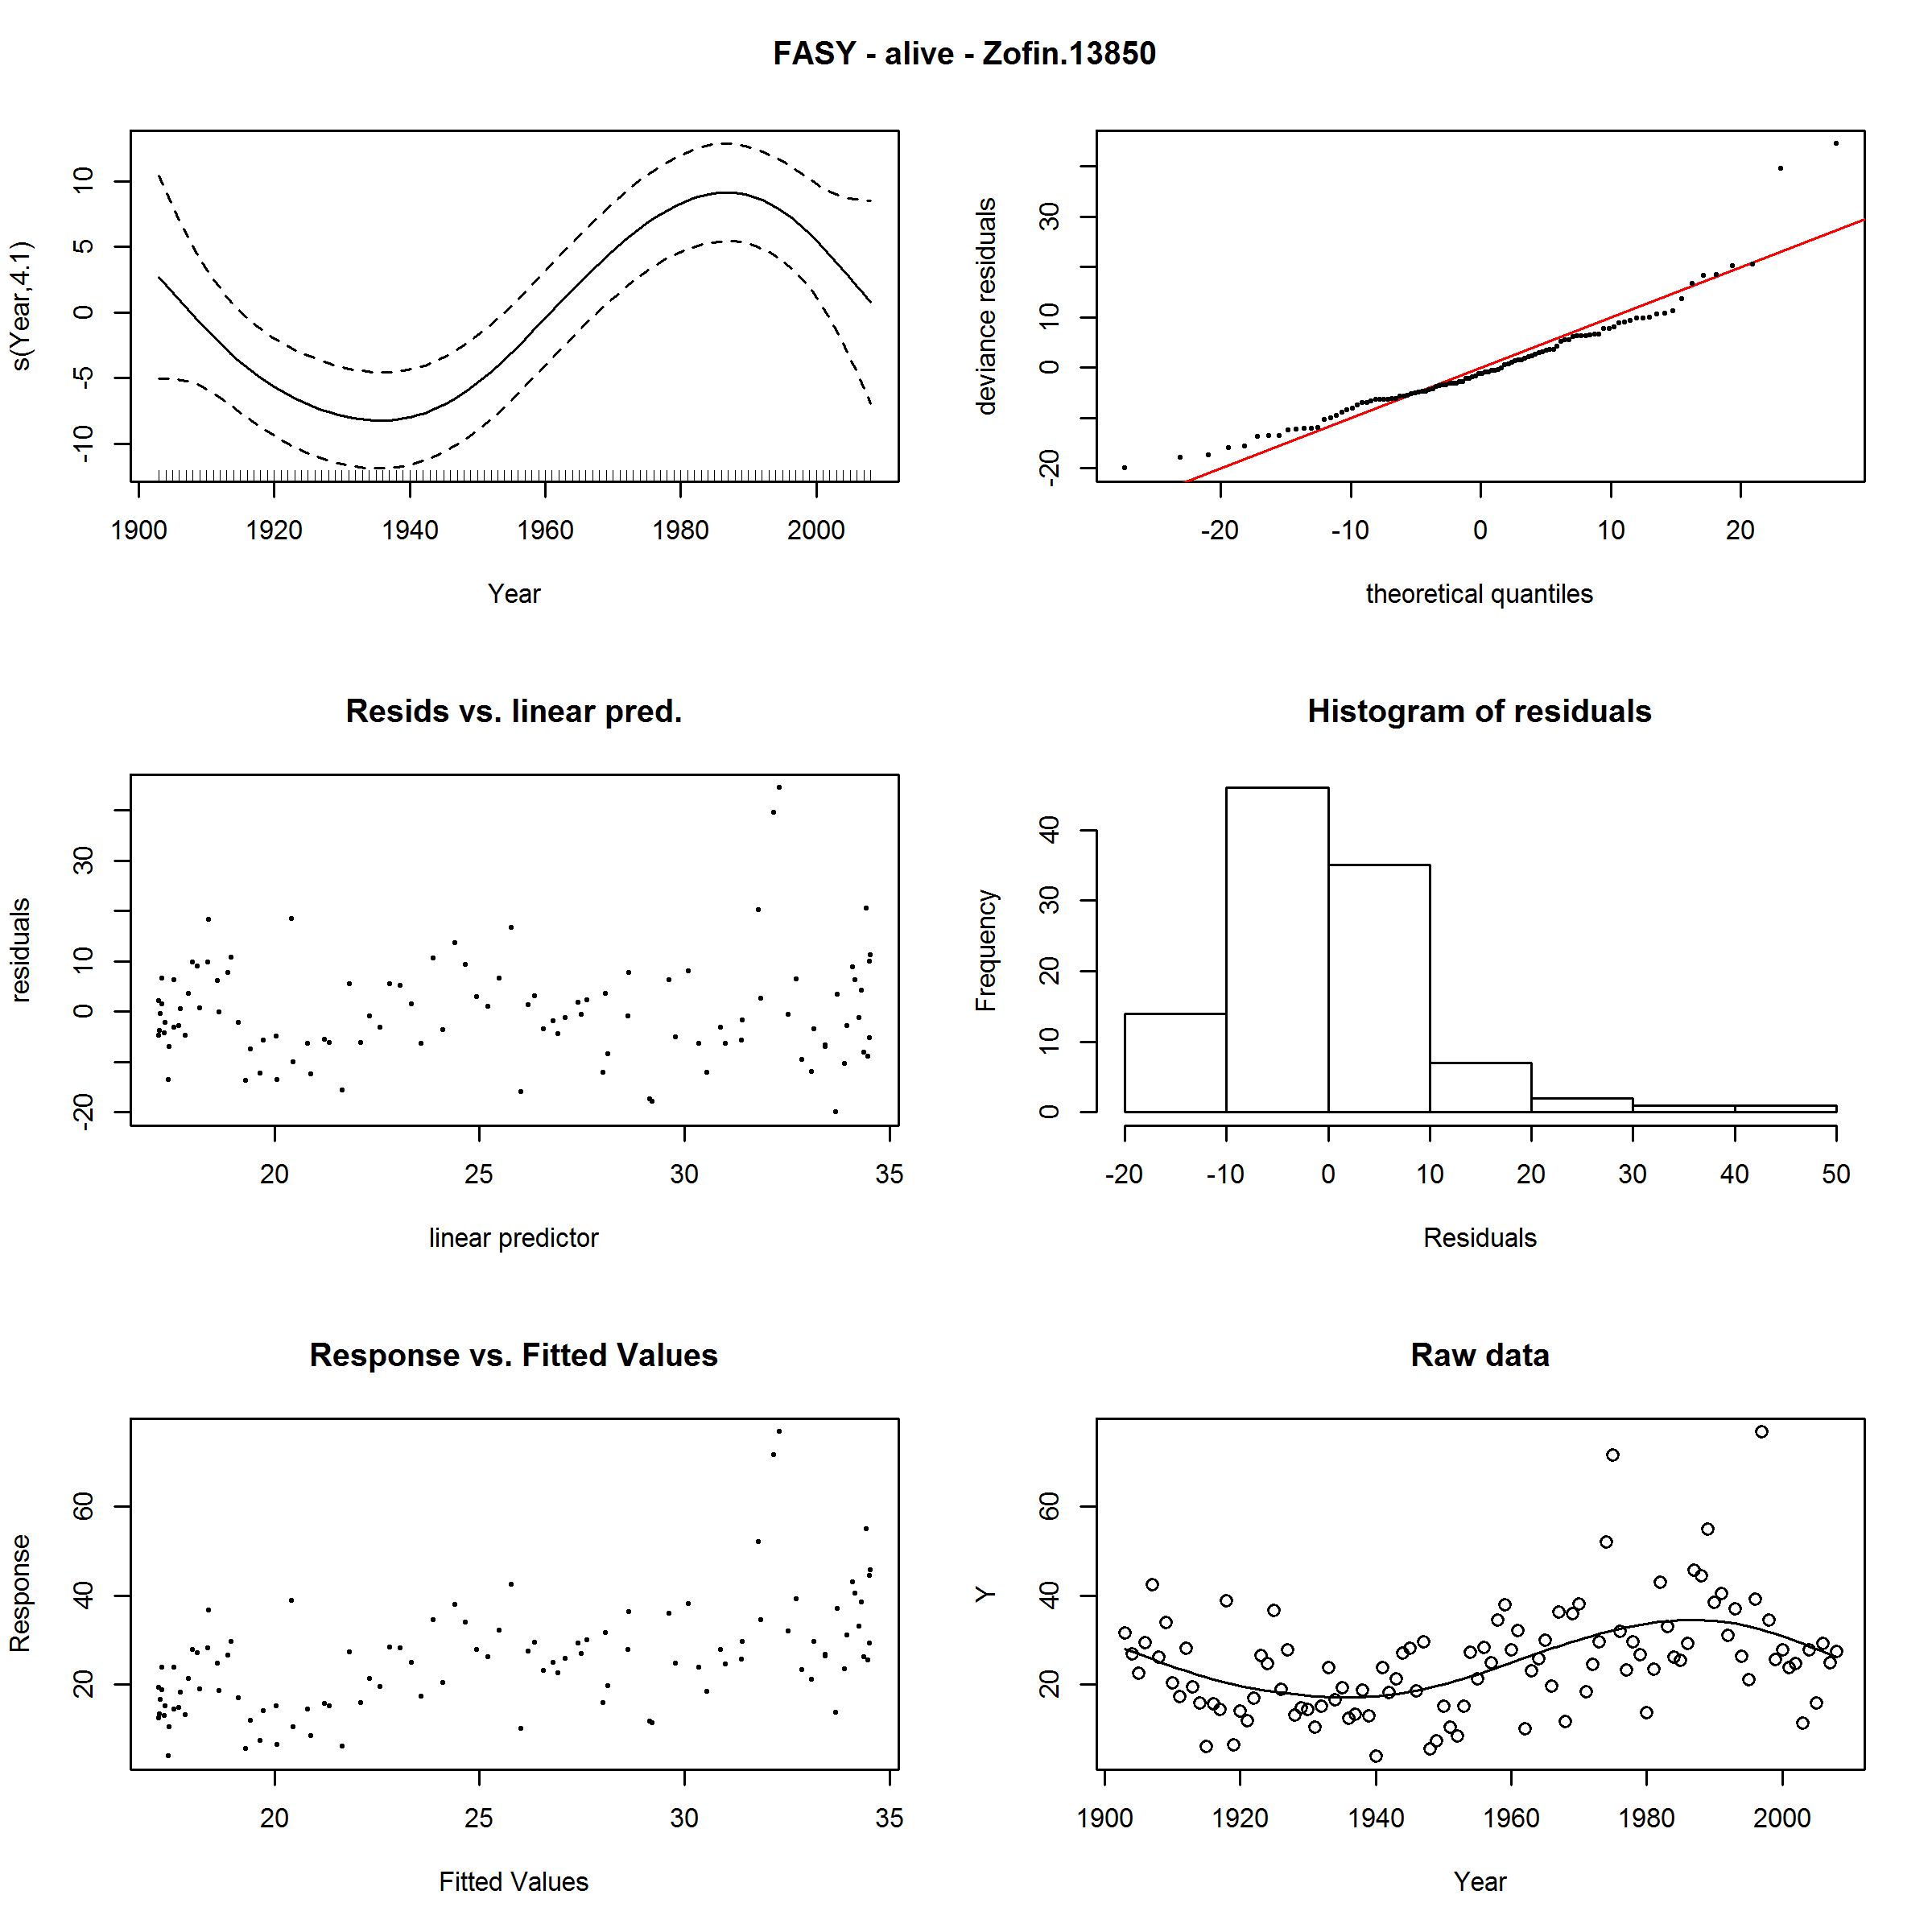 FASY - alive - Zofin.13850
s(Year,4.1)
-10 -5 0 5 10
1900 1920 1940 1960 1980 2000
Year
deviance residuals
-20 0 10 30
-20 -10 0 10 20
theoretical quantiles
Resids vs. linear pred.
residuals
-20 0 10 30
20 25 30 35
linear predictor
Histogram of residuals
Frequency
0 10 20 30 40
-20 -10 0 10 20 30 40 50
Residuals
Response vs. Fitted Values
Response
20 40 60
20 25 30 35
Fitted Values
Raw data
Y
20 40 60
1900 1920 1940 1960 1980 2000
Year